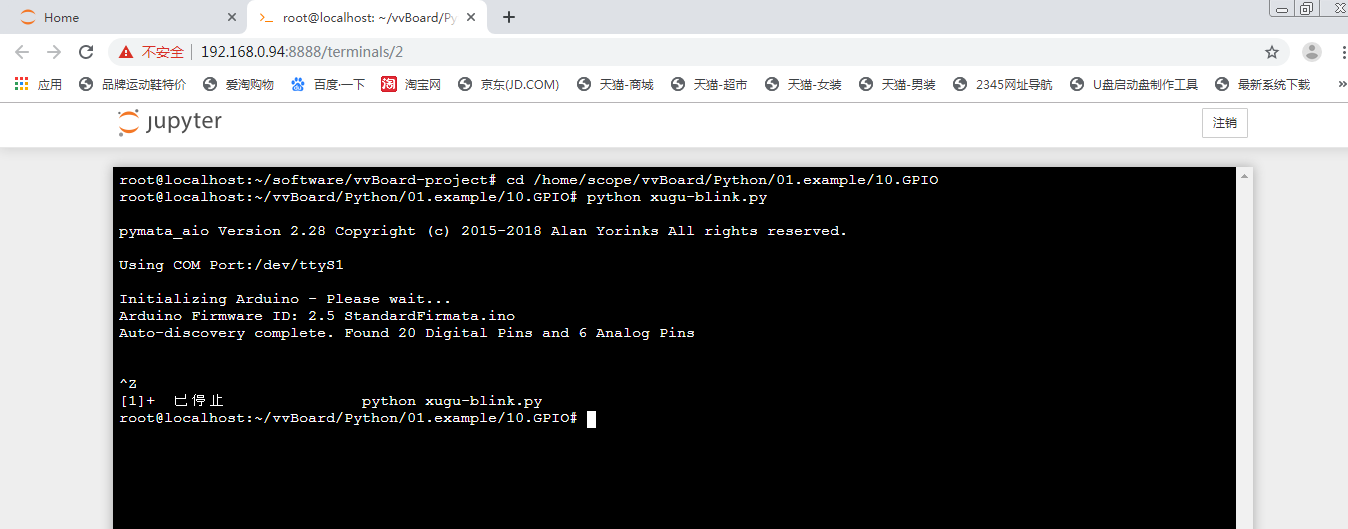 Home
root@localhost: ~/vvBoard/Py
不安全 192.168.0.94:8888/terminals/2
应用 品牌运动鞋特价 爱淘购物 百度一下 淘宝网 京东(JD.COM) 天猫-商城 天猫-超市 天猫-女装 天猫-男装 2345网址导航 U盘启动盘制作工具 最新系统下载 »
jupyter
注销
root@localhost:~/software/vvBoard-project# cd /home/scope/vvBoard/Python/01.example/10.GPIO
root@localhost:~/vvBoard/Python/01.example/10.GPIO# python xugu-blink.py
pymata_aio Version 2.28 Copyright (c) 2015-2018 Alan Yorinks All rights reserved.
Using COM Port:/dev/ttyS1
Initializing Arduino - Please wait...
Arduino Firmware ID: 2.5 StandardFirmata.ino
Auto-discovery complete. Found 20 Digital Pins and 6 Analog Pins
^Z
[1]+ 已停止 python xugu-blink.py
root@localhost:~/vvBoard/Python/01.example/10.GPIO#